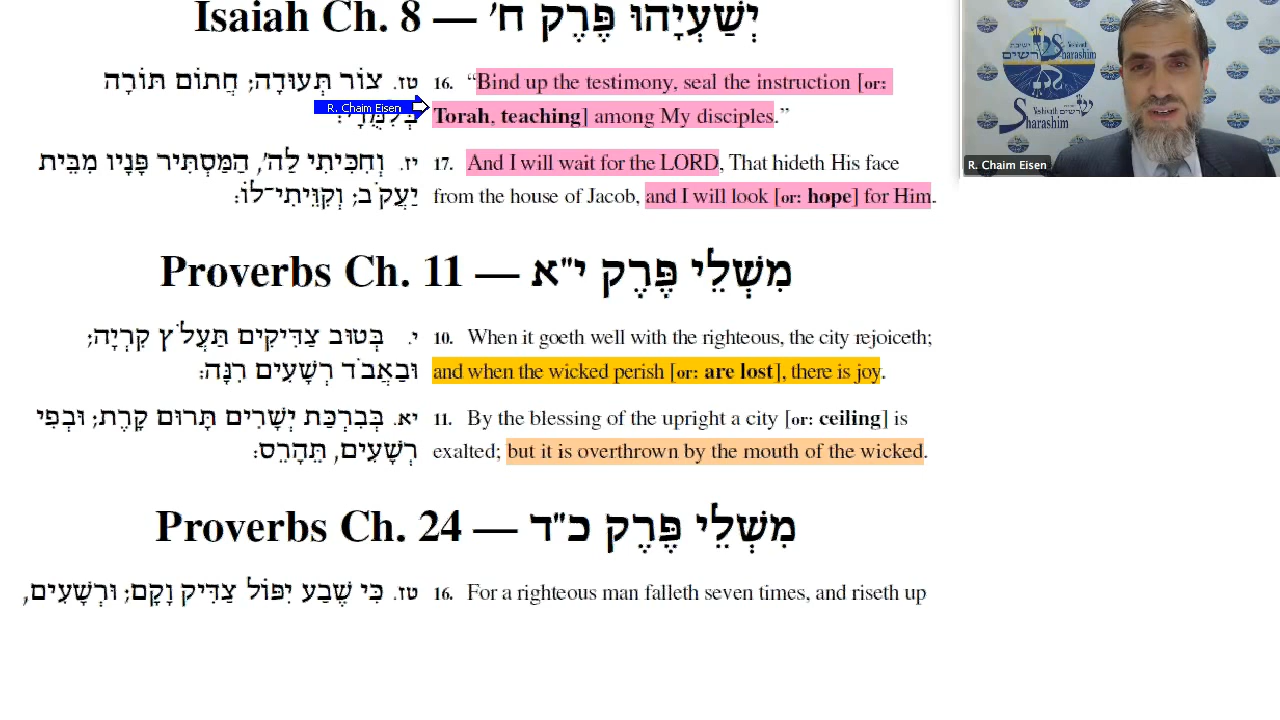 Isaiah Ch. 8 — יְשַׁעְיָהוּ פֶּרֶק ח׳
טז. צוֹר תְּעוּדָה; חֲתוֹם תּוֹרָה 16. “Bind up the testimony, seal the instruction [or:
בְּלִמֻּדָי: Torah, teaching] among My disciples.”
R. Chaim Eisen
יז. וְחִכִּיתִי לַה׳, הַמַּסְתִּיר פָּנָיו מִבֵּית 17. And I will wait for the LORD, That hideth His face
יַעֲקֹב; וְקִוֵּיתִי־לוֹ: from the house of Jacob, and I will look [or: hope] for Him.
Proverbs Ch. 11 — מִשְׁלֵי פֶּרֶק י״א
י. בְּטוּב צַדִּיקִים תַּעֲלֹץ קִרְיָה; 10. When it goeth well with the righteous, the city rejoiceth;
וּבַאֲבֹד רְשָׁעִים רִנָּה: and when the wicked perish [or: are lost], there is joy.
יא. בְּבִרְכַּת יְשָׁרִים תָּרוּם קָרֶת; וּבְפִי 11. By the blessing of the upright a city [or: ceiling] is
רְשָׁעִים, תֵּהָרֵס: exalted; but it is overthrown by the mouth of the wicked.
Proverbs Ch. 24 — מִשְׁלֵי פֶּרֶק כ״ד
טז. כִּי שֶׁבַע יִפּוֹל צַדִּיק וָקָם; וּרְשָׁעִים, 16. For a righteous man falleth seven times, and riseth up
Yeshivath
Sharashim
ישיבת
שרשים
Yeshivath
Sharashim
R. Chaim Eisen